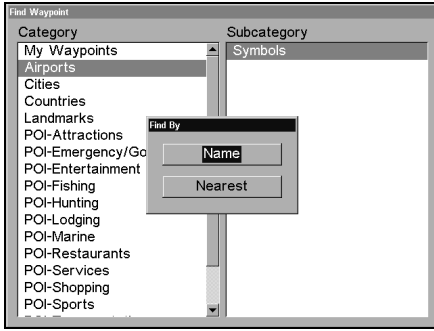 Find Waypoint
Category
Subcategory
My Waypoints
Airports
Cities
Countries
Landmarks
POI-Attractions
POI-Emergency/Go
POI-Entertainment
POI-Fishing
POI-Hunting
POI-Lodging
POI-Marine
POI-Restaurants
POI-Services
POI-Shopping
POI-Sports
Symbols
Find By
Name
Nearest